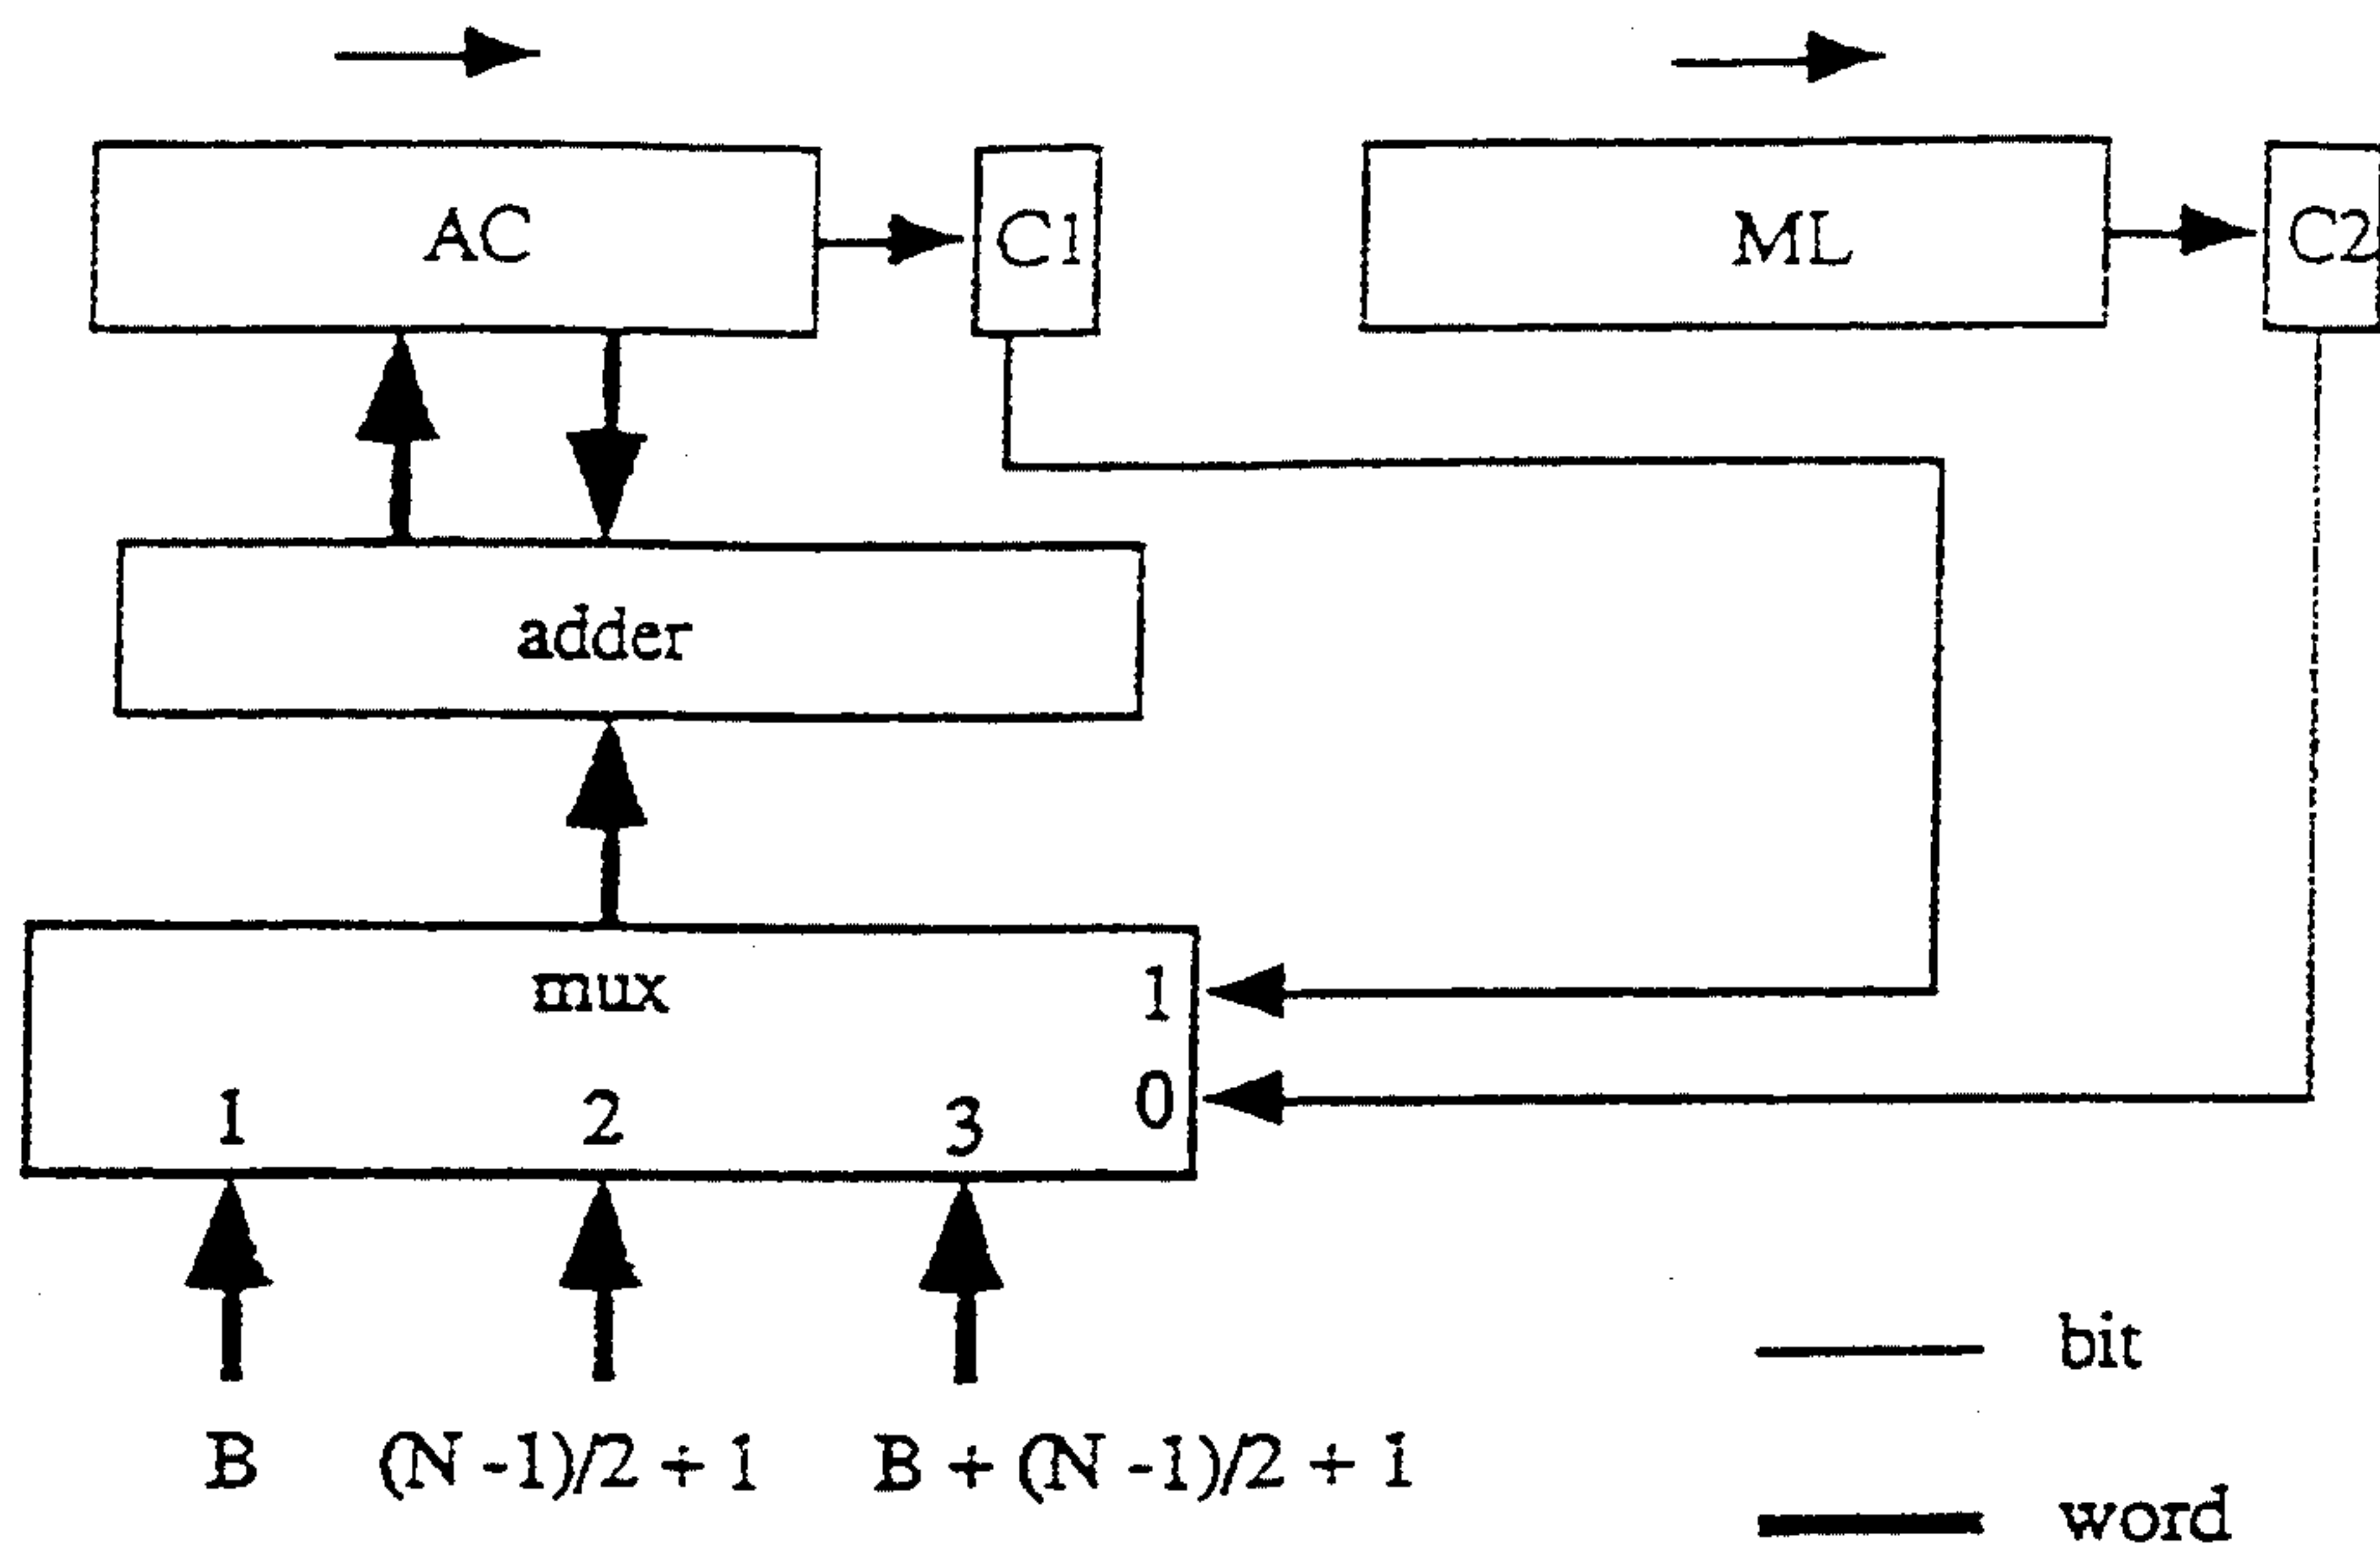 AC C1 ML C2
adder
mux 1
0
1 2 3
B (N -1)/2 + 1 B + (N -1)/2 + 1
bit
word